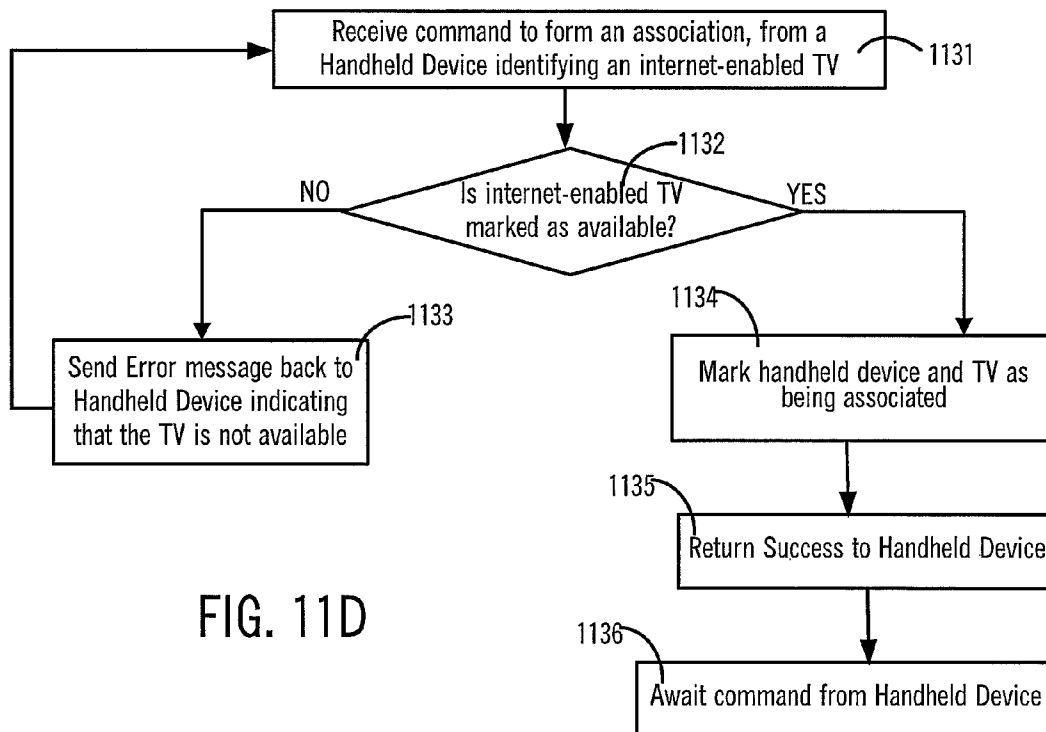 Receive command to form an association, from a
Handheld Device identifying an internet-enabled TV
1131
1132
NO
Is internet-enabled TV
marked as available?
YES
1133
Send Error message back to
Handheld Device indicating
that the TV is not available
1134
Mark handheld device and TV as
being associated
1135
Return Success to Handheld Device
1136
Await command from Handheld Device
FIG. 11D